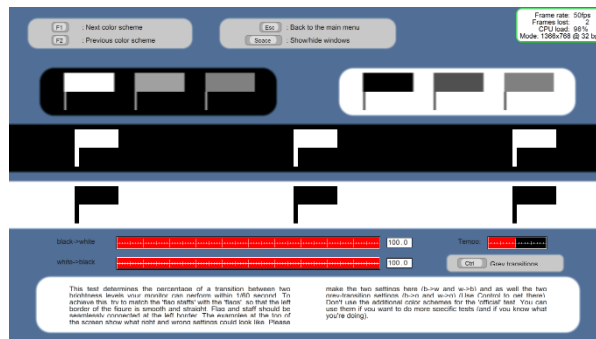 F1 : Next color scheme
F2 : Previous color scheme
Esc : Back to the main menu
Space : Show/hide windows
Frame rate: 50fps
Frames lost: 2
CPU load: 98%
Mode: 1366x768 @ 32 bp
black->white 100.0 Tempo:
white->black 100.0 Ctrl Grey transitions
This test determines the percentage of a transition between two
brightness levels your monitor can perform within 1/60 second. To
achieve this, try to match the "flag staffs" with the "flags", so that the left
border of the figure is smooth and straight. Flag and staff should be
seamlessly connected at the left border. The examples at the top of
the screen show what right and wrong settings could look like. Please
make the two settings here (b->w and w->b) and as well the two
grey-transition settings (b->g and w->g) (Use Control to get there).
Don't use the additional color schemes for the "official" test. You can
use them if you want to do more specific tests (and if you know what
you're doing).